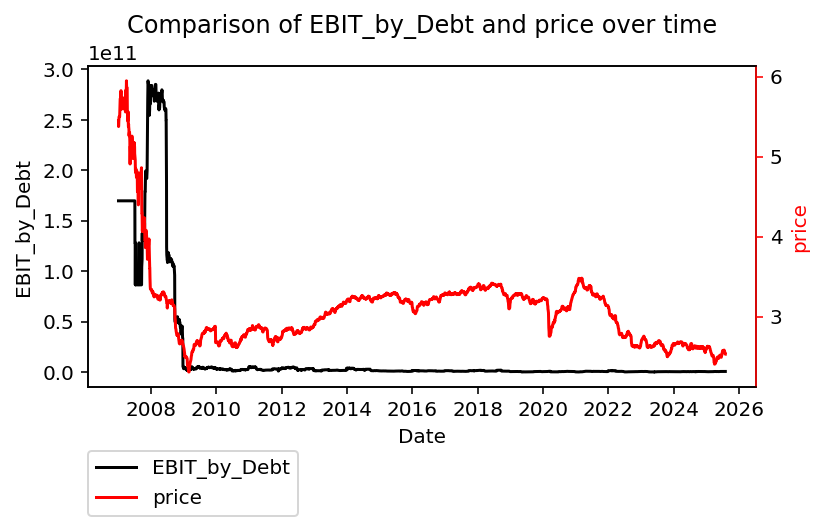 Comparison of EBIT_by_Debt and price over time
1e11
3.0
2.5
2.0
1.5
1.0
0.5
0.0
EBIT_by_Debt
6
5
4
3
price
2008 2010 2012 2014 2016 2018 2020 2022 2024 2026
Date
EBIT_by_Debt
price